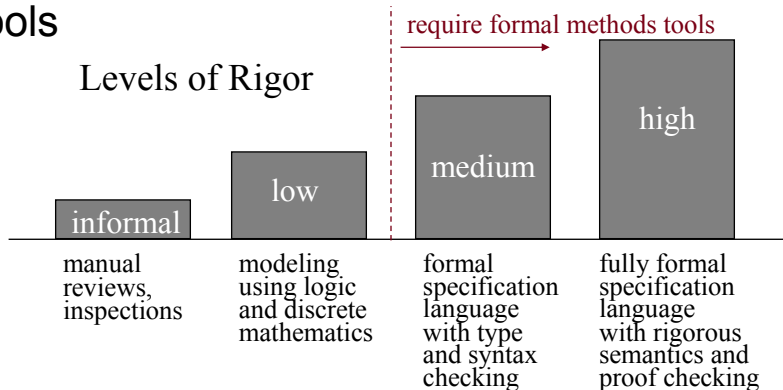 require formal methods tools
Levels of Rigor
informal
low
medium
high
manual
reviews,
inspections
modeling
using logic
and discrete
mathematics
formal
specification
language
with type
and syntax
checking
fully formal
specification
language
with rigorous
semantics and
proof checking